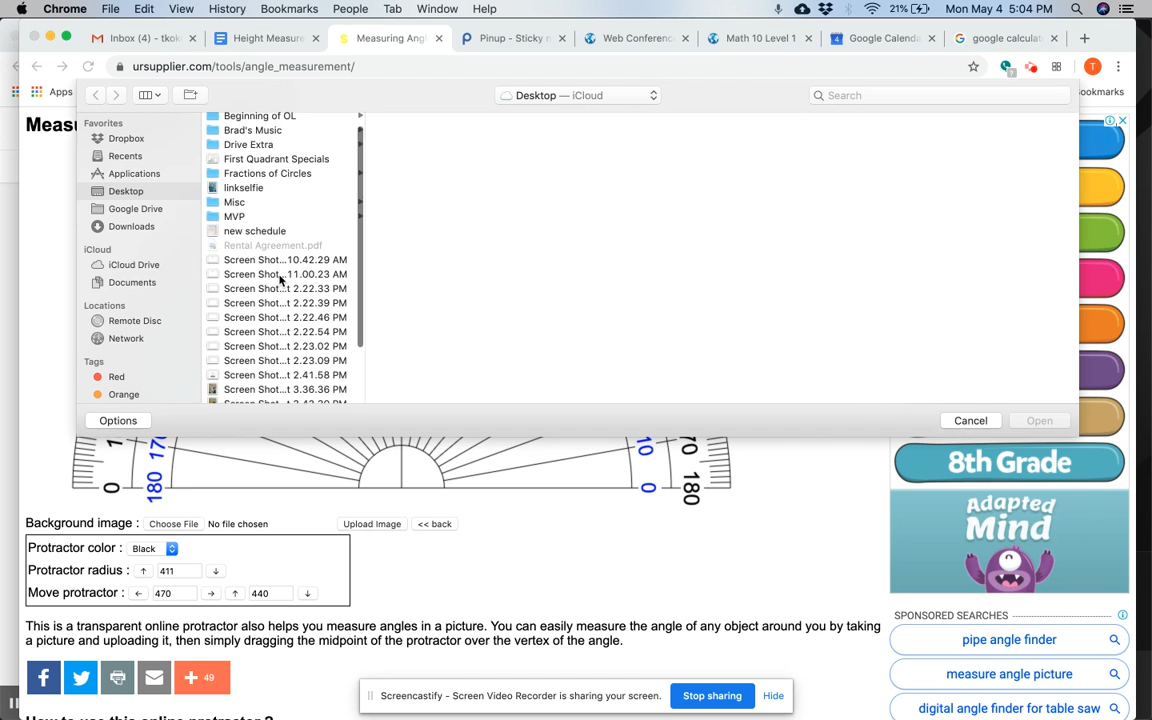 Chrome File Edit View History Bookmarks People Tab Window Help 21% Mon May 4 5:04 PM
Inbox (4) - tkok × Height Measure × Measuring Ang × Pinup - Sticky n × Web Conferenc × Math 10 Level 1 × Google Calenda × google calculat × +
ursupplier.com/tools/angle_measurement/
Apps
Desktop — iCloud
Search
Favorites
Dropbox
Recents
Applications
Desktop
Google Drive
Downloads
iCloud
iCloud Drive
Documents
Locations
Remote Disc
Network
Tags
Red
Orange
Beginning of OL
Brad's Music
Drive Extra
First Quadrant Specials
Fractions of Circles
linkselfie
Misc
MVP
new schedule
Rental Agreement.pdf
Screen Shot...10.42.29 AM
Screen Shot...11.00.23 AM
Screen Shot...t 2.22.33 PM
Screen Shot...t 2.22.39 PM
Screen Shot...t 2.22.46 PM
Screen Shot...t 2.22.54 PM
Screen Shot...t 2.23.02 PM
Screen Shot...t 2.23.09 PM
Screen Shot...t 2.41.58 PM
Screen Shot...t 3.36.36 PM
Options
Cancel Open
0 180 170 10 0 70 180
Background image : Choose File No file chosen Upload Image << back
Protractor color : Black
Protractor radius : ↑ 411 ↓
Move protractor : ← 470 → ↑ 440 ↓
This is a transparent online protractor also helps you measure angles in a picture. You can easily measure the angle of any object around you by taking
a picture and uploading it, then simply dragging the midpoint of the protractor over the vertex of the angle.
49
8th Grade
Adapted
Mind
SPONSORED SEARCHES
pipe angle finder
measure angle picture
digital angle finder for table saw
Screencastify - Screen Video Recorder is sharing your screen. Stop sharing Hide